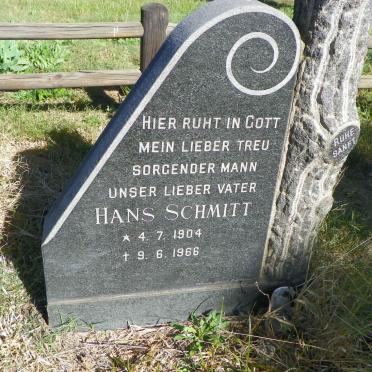 HIER RUHT IN GOTT
MEIN LIEBER TREU
SORGENDER MANN
UNSER LIEBER VATER
HANS SCHMITT
* 4. 7. 1904
† 9. 6. 1966
RUHE
SANFT